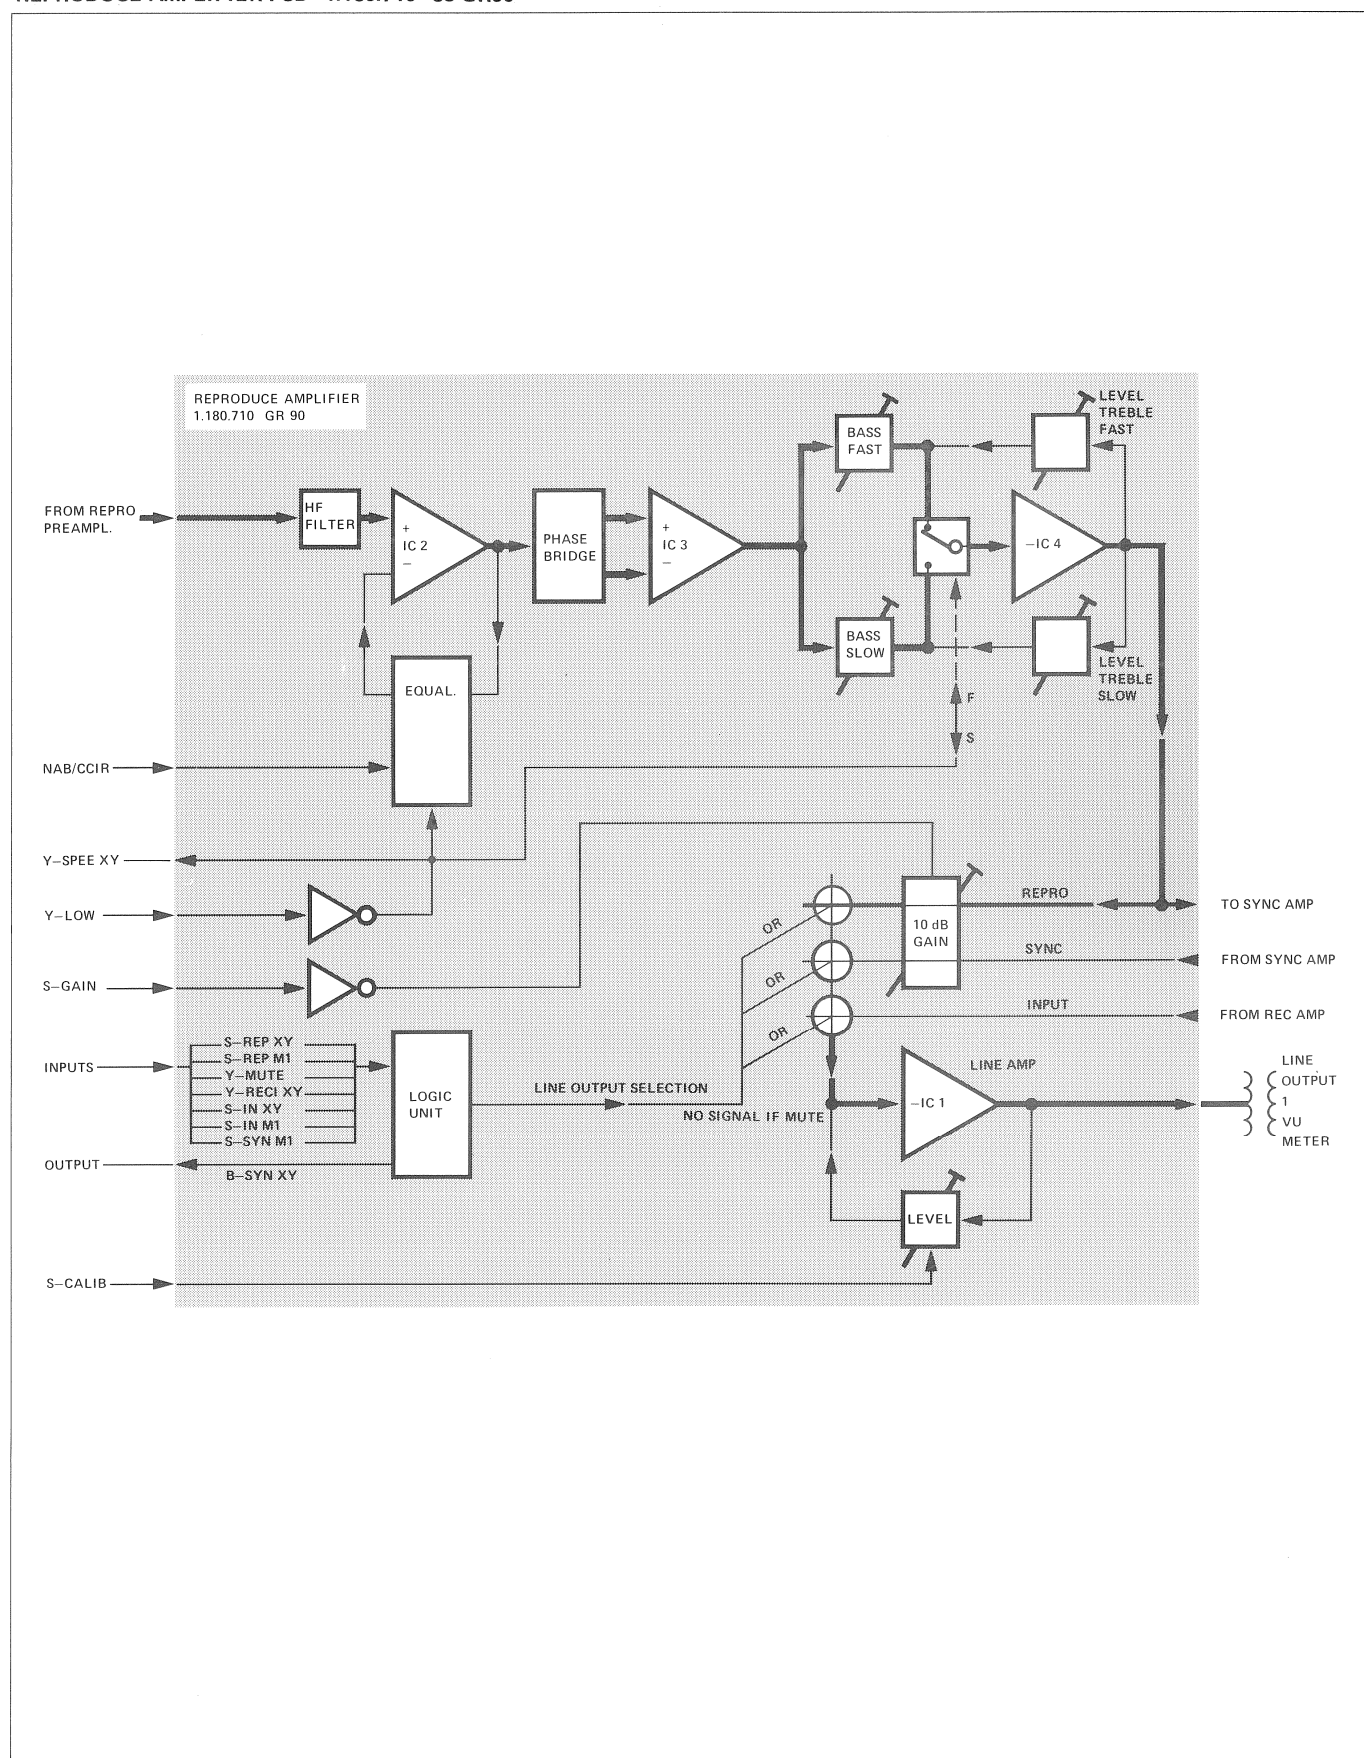 REPRODUCE AMPLIFIER
1.180.710 GR 90
LEVEL
TREBLE
FAST
BASS
FAST
HF
FILTER
FROM REPRO
PREAMPL.
+
IC 2
−
PHASE
BRIDGE
+
IC 3
−
−IC 4
BASS
SLOW
LEVEL
TREBLE
SLOW
EQUAL.
F
S
NAB/CCIR
Y−SPEE XY
Y−LOW
S−GAIN
10 dB
GAIN
REPRO
TO SYNC AMP
SYNC
FROM SYNC AMP
INPUT
FROM REC AMP
OR
OR
OR
INPUTS
S−REP XY
S−REP M1
Y−MUTE
Y−RECI XY
S−IN XY
S−IN M1
S−SYN M1
LOGIC
UNIT
LINE OUTPUT SELECTION
NO SIGNAL IF MUTE
LINE AMP
−IC 1
LINE
OUTPUT
1
VU
METER
OUTPUT
B−SYN XY
LEVEL
S−CALIB